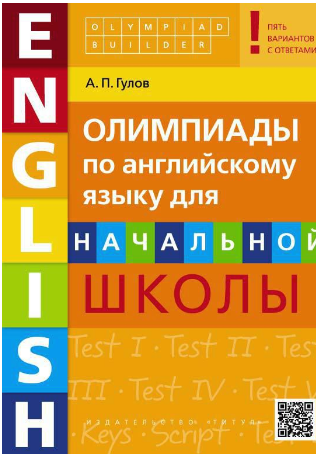 ENGLISH
OLYMPIAD
BUILDER
!
ПЯТЬ
ВАРИАНТОВ
С ОТВЕТАМИ
А. П. Гулов
ОЛИМПИАДЫ
по английскому
языку для
НАЧАЛЬНОЙ
ШКОЛЫ
Test I · Test II · Test
III · Test IV · Test V
ИЗДАТЕЛЬСТВО «ТИТУЛ»
· Keys · Script · Test